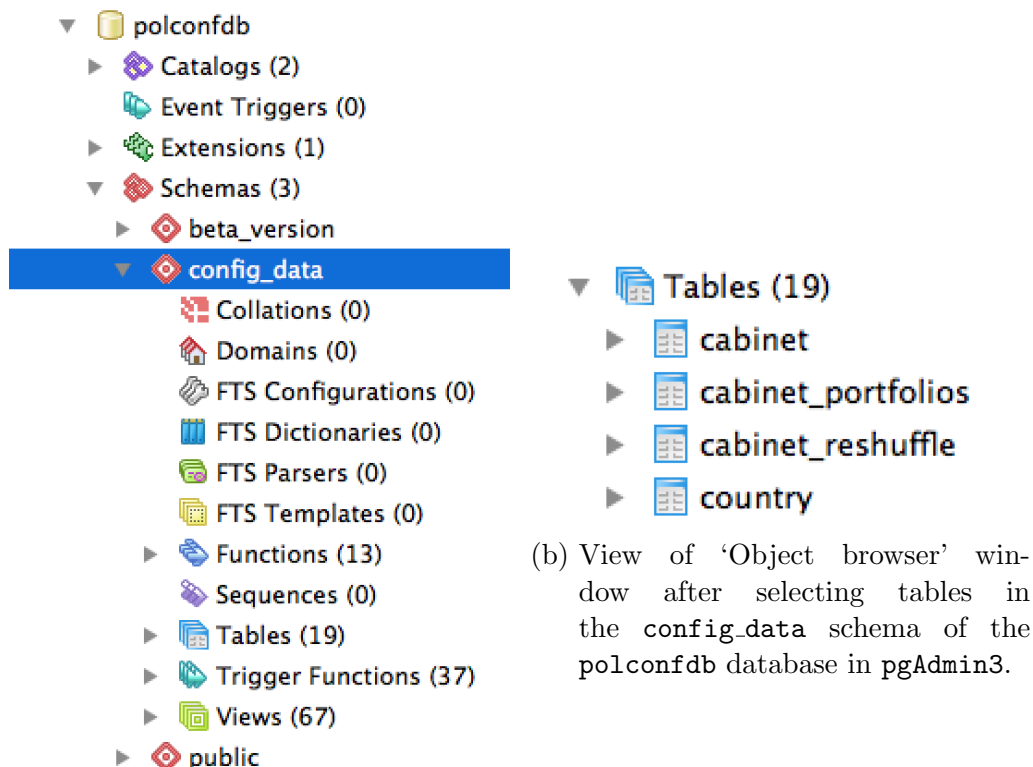 polconfdb
Catalogs (2)
Event Triggers (0)
Extensions (1)
Schemas (3)
beta_version
config_data
Collations (0)
Domains (0)
FTS Configurations (0)
FTS Dictionaries (0)
FTS Parsers (0)
FTS Templates (0)
Functions (13)
Sequences (0)
Tables (19)
Trigger Functions (37)
Views (67)
public
Tables (19)
cabinet
cabinet_portfolios
cabinet_reshuffle
country
(b) View of ‘Object browser’ win-
dow after selecting tables in
the config_data schema of the
polconfdb database in pgAdmin3.